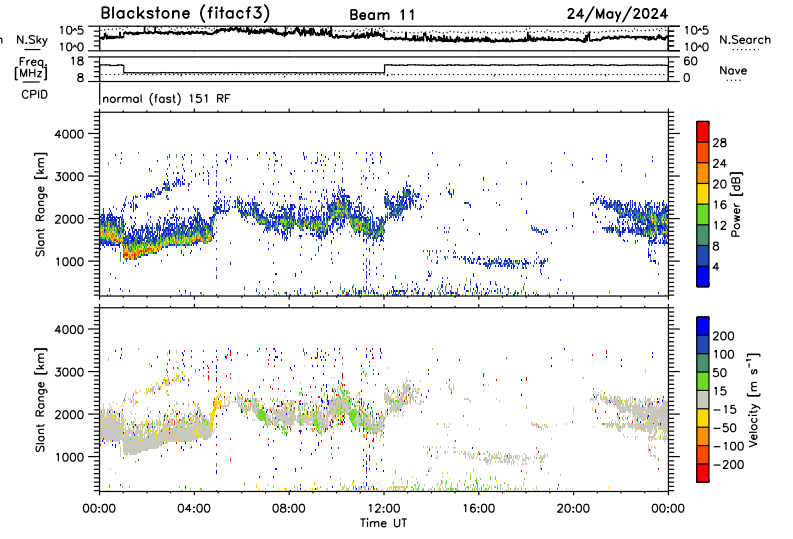 Blackstone (fitacf3) Beam 11 24/May/2024
n N.Sky 10^5 10^5 N.Search
10^0 10^0
Freq. 18 60 Nave
[MHz] 8 0
CPID normal (fast) 151 RF
Slant Range [km]
4000
3000
2000
1000
28
24
20
16
12
8
4
Power [dB]
Slant Range [km]
4000
3000
2000
1000
200
100
50
15
-15
-50
-100
-200
Velocity [m s⁻¹]
00:00 04:00 08:00 12:00 16:00 20:00 00:00
Time UT